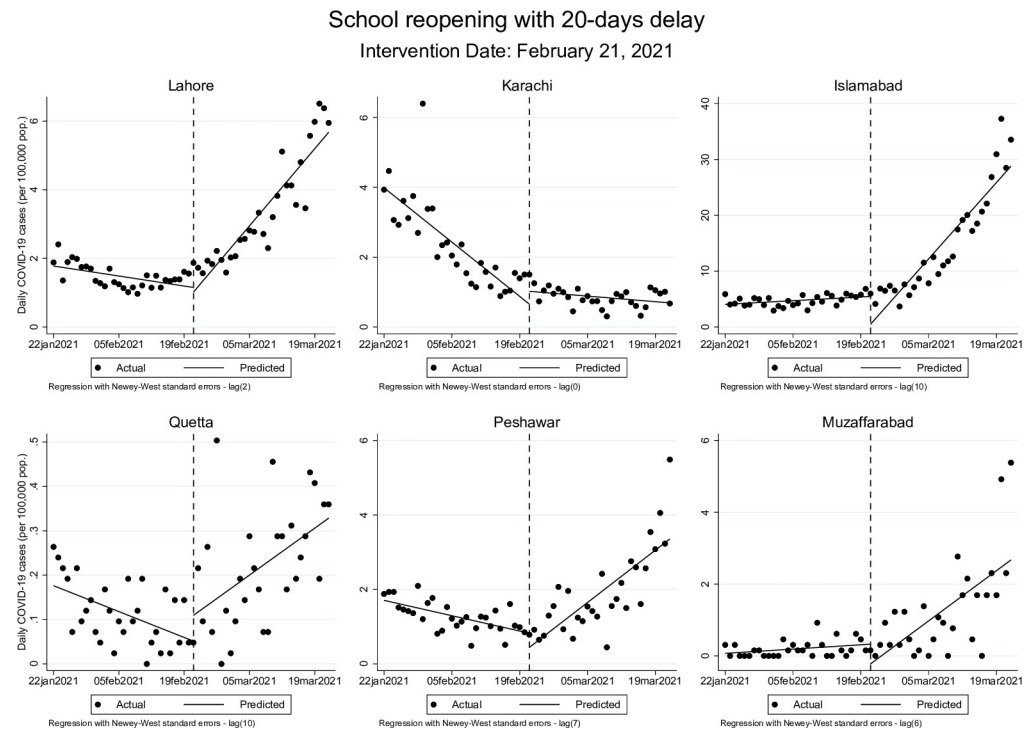 School reopening with 20-days delay
Intervention Date: February 21, 2021
Lahore
Daily COVID-19 cases (per 100,000 pop.)
6
4
2
0
22jan2021 05feb2021 19feb2021 05mar2021 19mar2021
Actual Predicted
Regression with Newey-West standard errors - lag(2)
Karachi
6
4
2
0
22jan2021 05feb2021 19feb2021 05mar2021 19mar2021
Actual Predicted
Regression with Newey-West standard errors - lag(0)
Islamabad
40
30
20
10
0
22jan2021 05feb2021 19feb2021 05mar2021 19mar2021
Actual Predicted
Regression with Newey-West standard errors - lag(10)
Quetta
Daily COVID-19 cases (per 100,000 pop.)
.5
.4
.3
.2
.1
0
22jan2021 05feb2021 19feb2021 05mar2021 19mar2021
Actual Predicted
Regression with Newey-West standard errors - lag(10)
Peshawar
6
4
2
0
22jan2021 05feb2021 19feb2021 05mar2021 19mar2021
Actual Predicted
Regression with Newey-West standard errors - lag(7)
Muzaffarabad
6
4
2
0
22jan2021 05feb2021 19feb2021 05mar2021 19mar2021
Actual Predicted
Regression with Newey-West standard errors - lag(6)